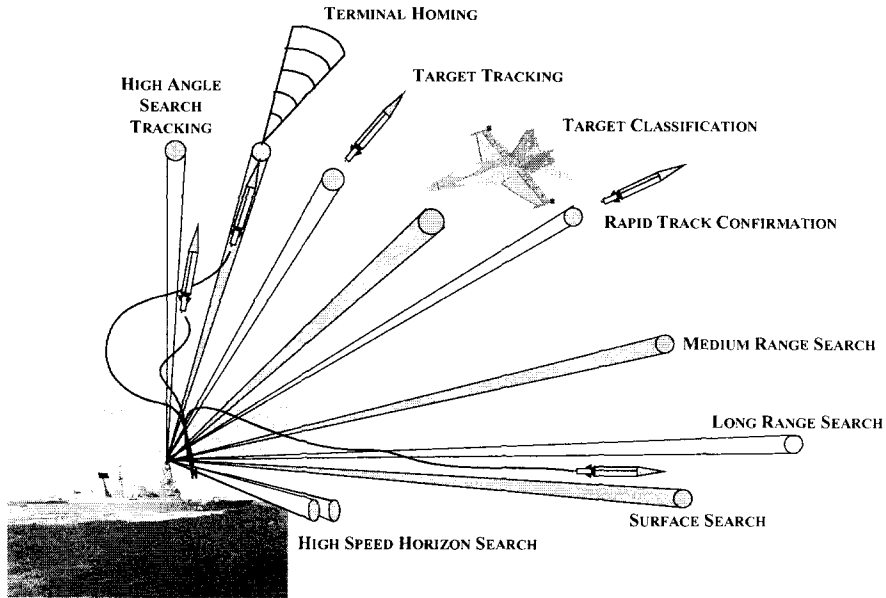 TERMINAL HOMING
HIGH ANGLE
SEARCH
TRACKING
TARGET TRACKING
TARGET CLASSIFICATION
RAPID TRACK CONFIRMATION
MEDIUM RANGE SEARCH
LONG RANGE SEARCH
SURFACE SEARCH
HIGH SPEED HORIZON SEARCH